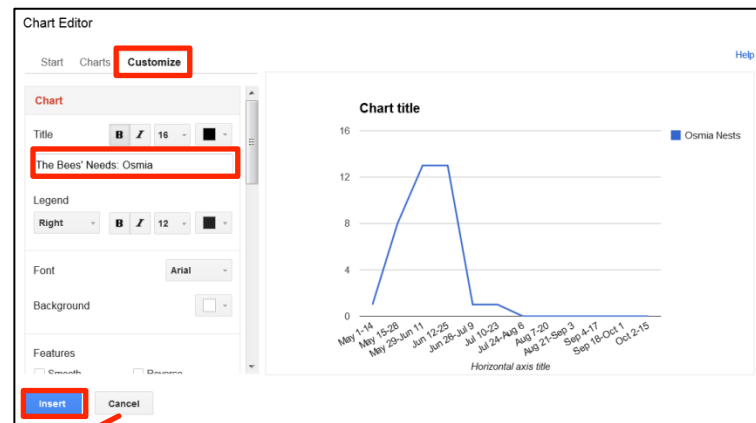 Chart Editor
Help
Start Charts Customize
Chart
Title B I 16
The Bees' Needs: Osmia
Legend
Right B I 12
Font Arial
Background
Features
Smooth Reverse
Insert Cancel
Chart title
16
12
8
4
0
Osmia Nests
May 1-14
May 15-28
May 29-Jun 11
Jun 12-25
Jun 26-Jul 9
Jul 10-23
Jul 24-Aug 6
Aug 7-20
Aug 21-Sep 3
Sep 4-17
Sep 18-Oct 1
Oct 2-15
Horizontal axis title